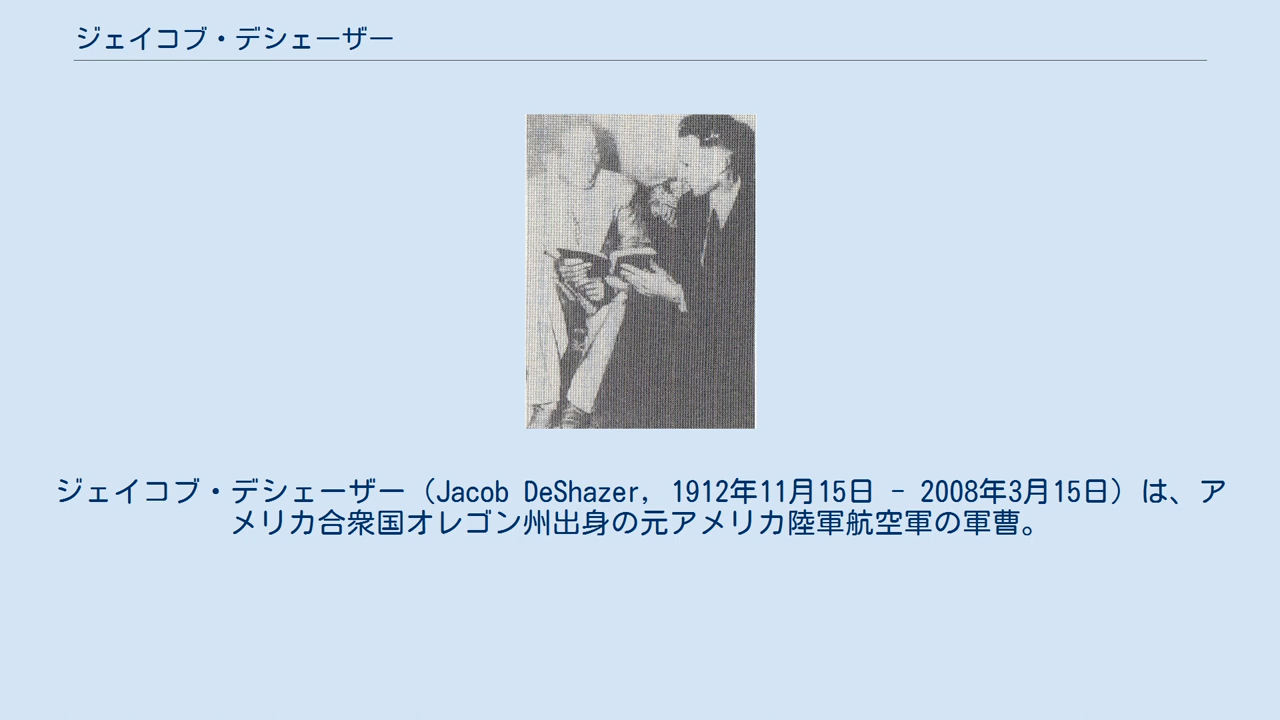 ジェイコブ・デシェーザー
ジェイコブ・デシェーザー（Jacob DeShazer, 1912年11月15日 - 2008年3月15日）は、ア
メリカ合衆国オレゴン州出身の元アメリカ陸軍航空軍の軍曹。